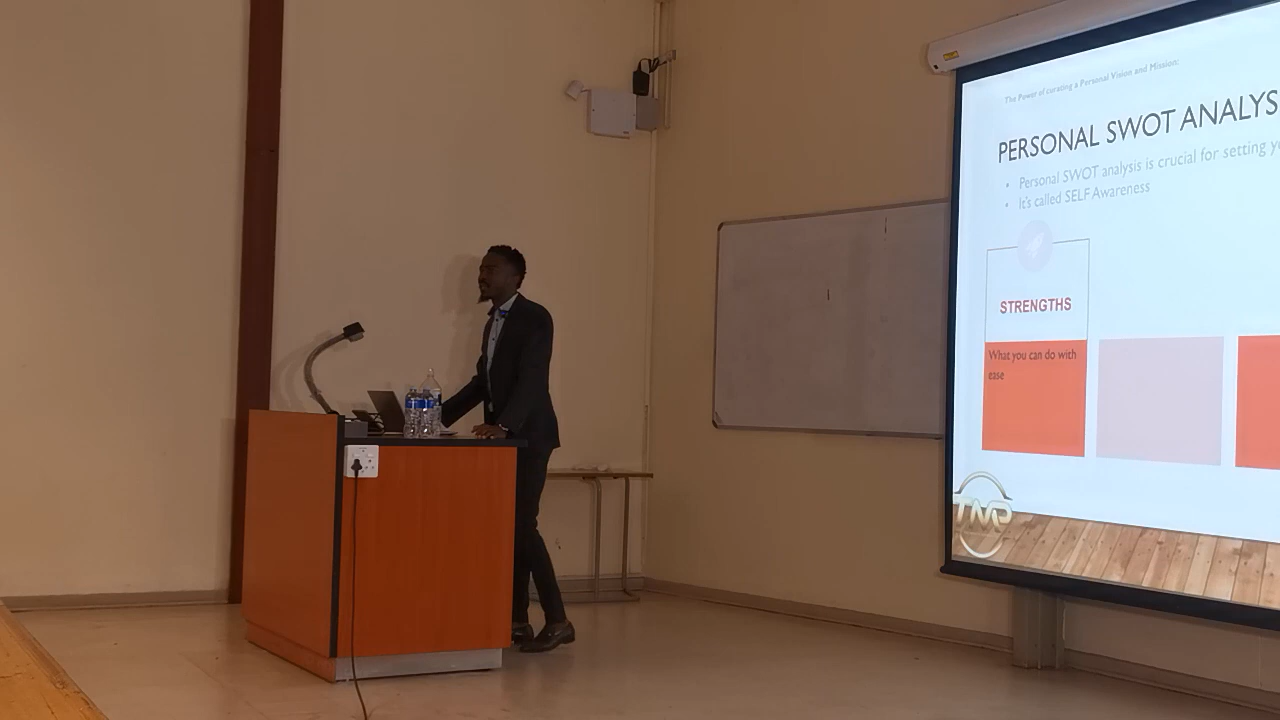 The Power of curating a Personal Vision and Mission:
PERSONAL SWOT ANALYS
• Personal SWOT analysis is crucial for setting y
• It's called SELF Awareness
STRENGTHS
What you can do with
ease
TMP